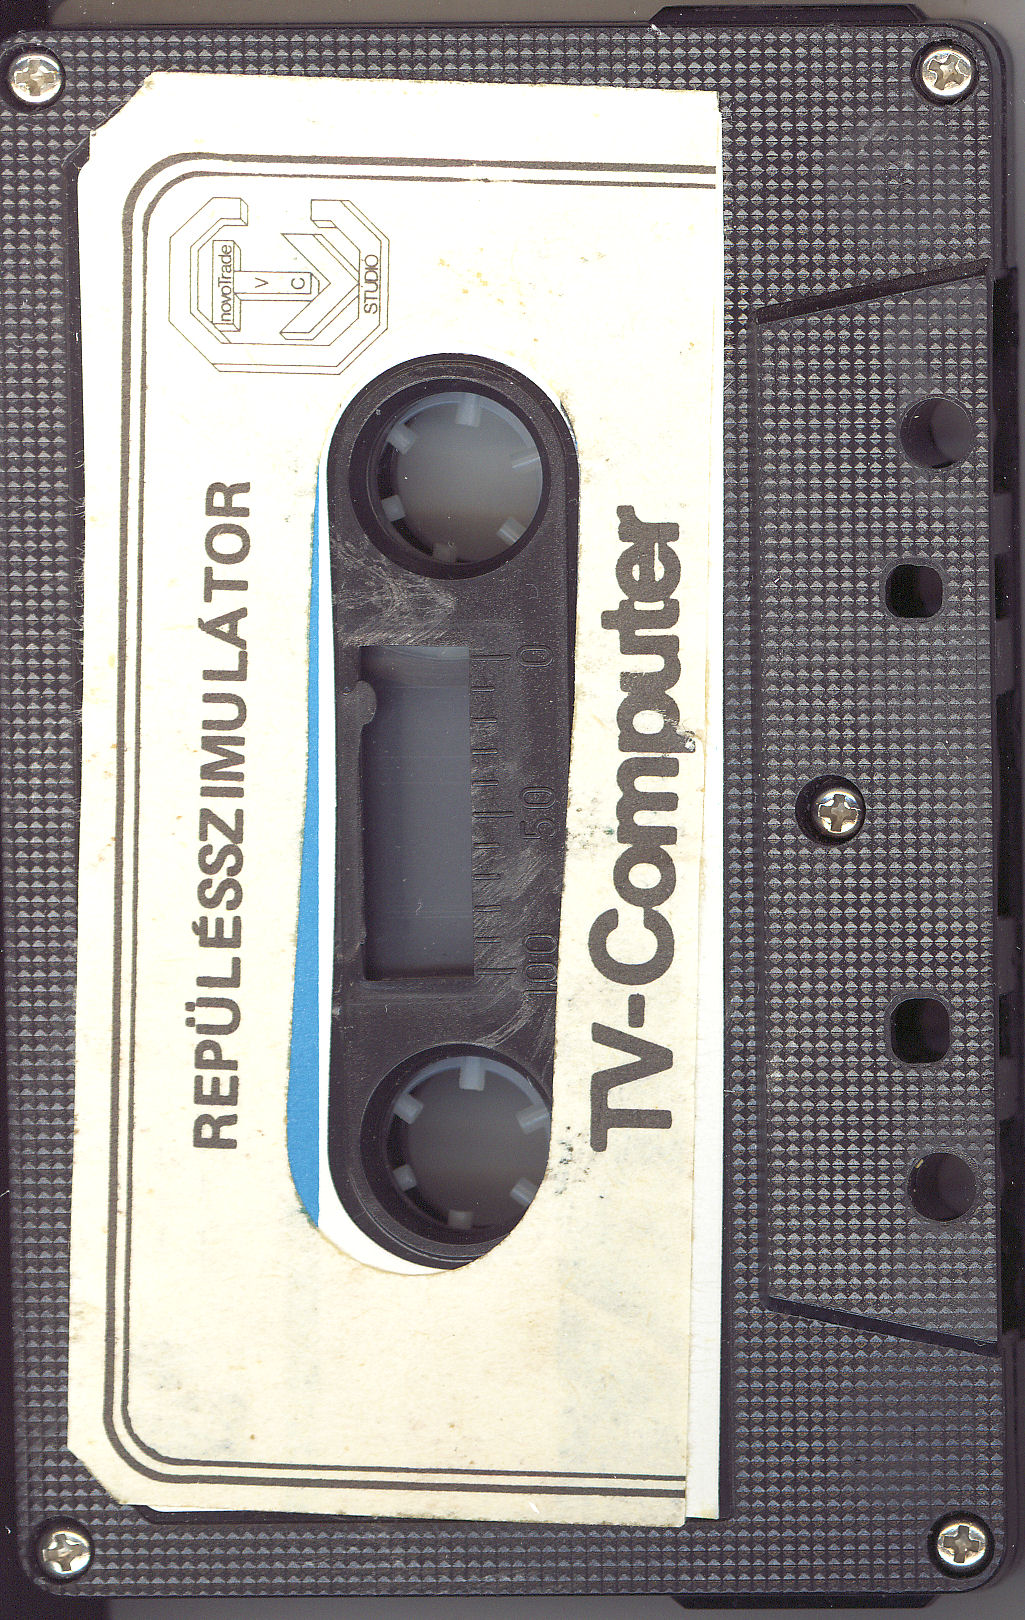 REPÜLÉSSZIMULÁTOR
novoTrade
V C
STUDIO
100 50 0
TV-Computer